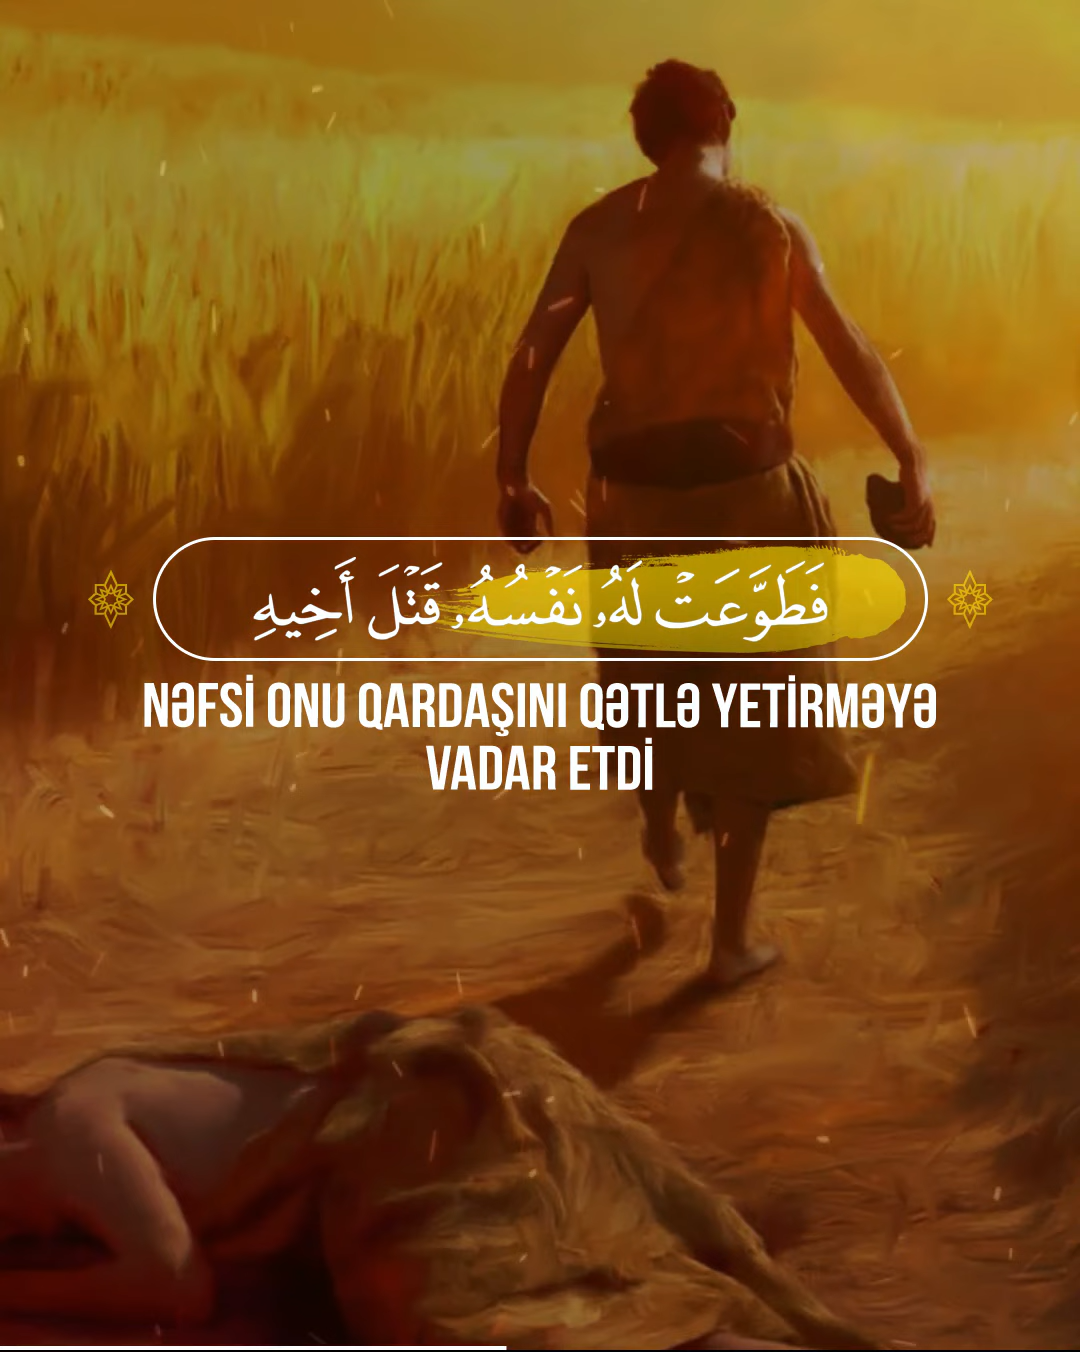 فَطَوَّعَتۡ لَهُۥ نَفۡسُهُۥ قَتۡلَ أَخِيهِ
NƏFSİ ONU QARDAŞINI QƏTLƏ YETİRMƏYƏ
VADAR ETDİ